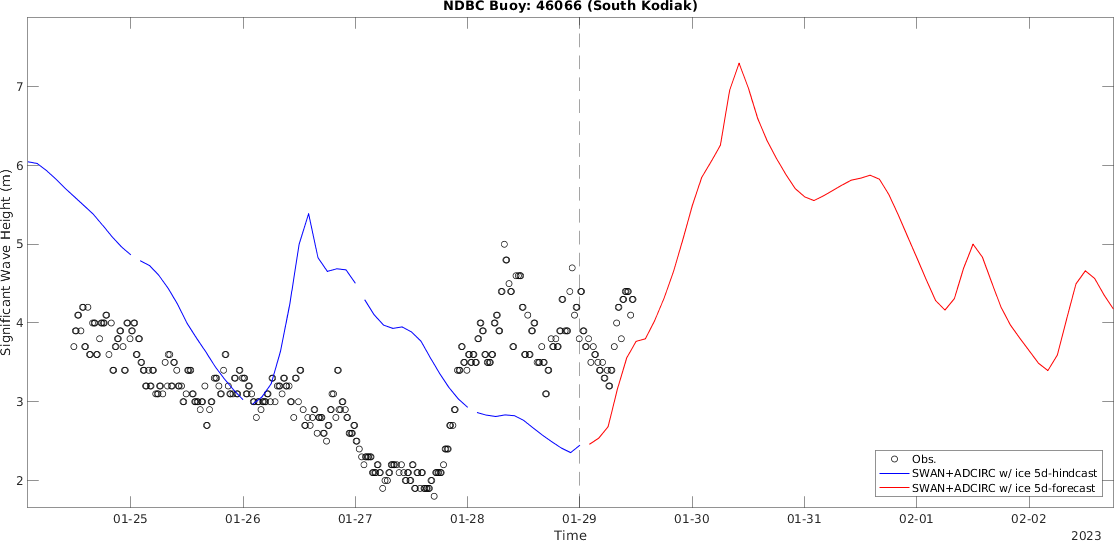 NDBC Buoy: 46066 (South Kodiak)
Significant Wave Height (m)
7
6
5
4
3
2
Obs.
SWAN+ADCIRC w/ ice 5d-hindcast
SWAN+ADCIRC w/ ice 5d-forecast
01-25 01-26 01-27 01-28 01-29 01-30 01-31 02-01 02-02
Time
2023